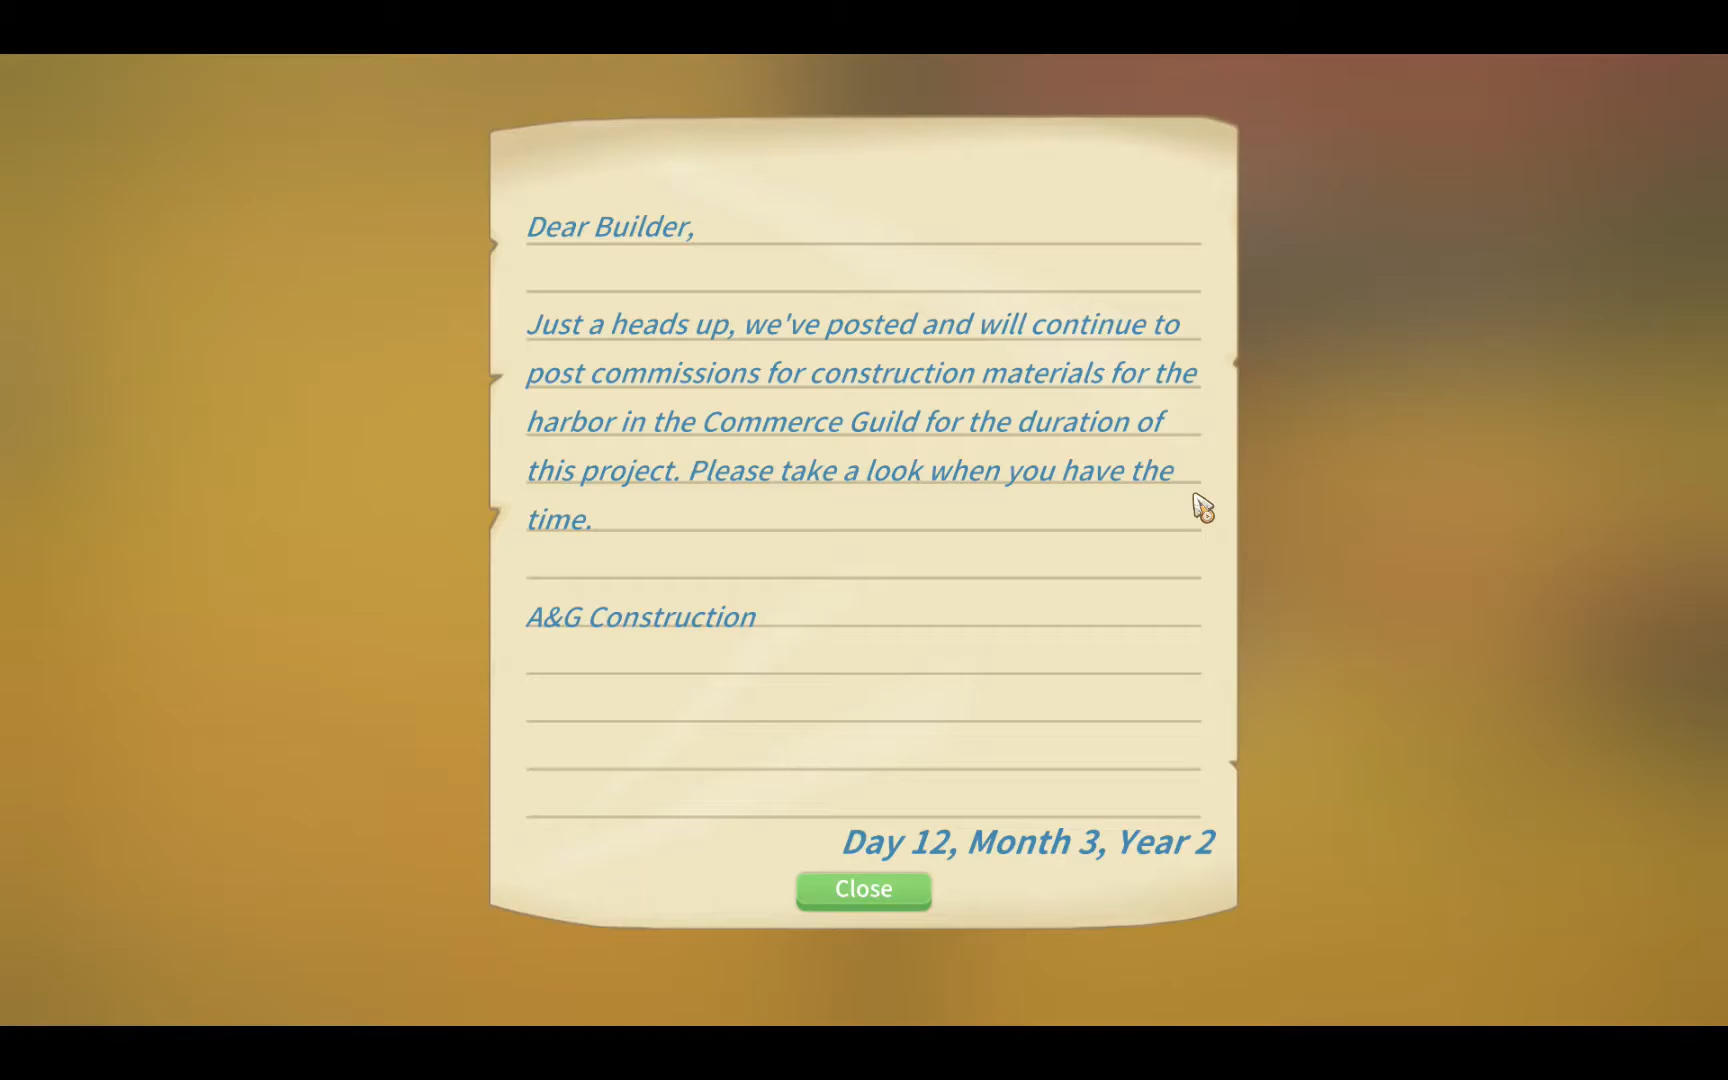 Dear Builder,
Just a heads up, we've posted and will continue to
post commissions for construction materials for the
harbor in the Commerce Guild for the duration of
this project. Please take a look when you have the
time.
A&G Construction
Day 12, Month 3, Year 2
Close